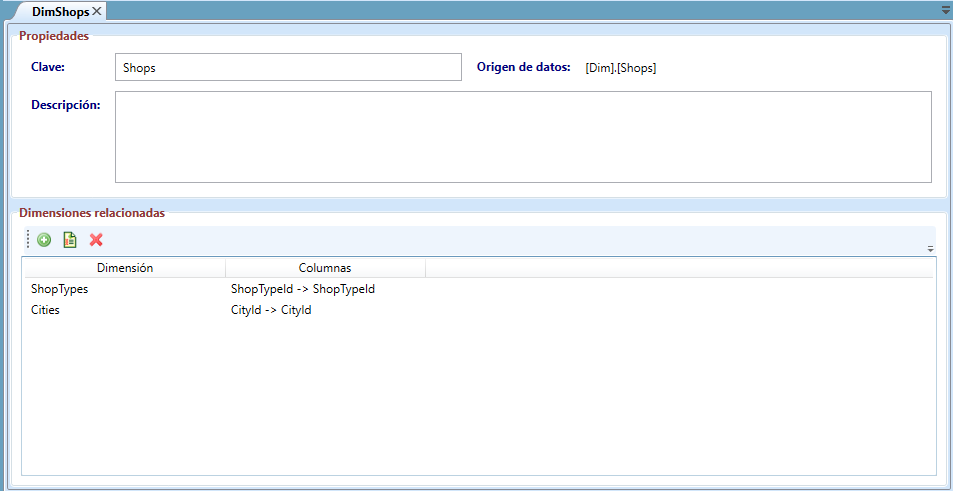 DimShops
Propiedades
Clave: Shops Origen de datos: [Dim].[Shops]
Descripción:
Dimensiones relacionadas
Dimensión Columnas
ShopTypes ShopTypeId -> ShopTypeId
Cities CityId -> CityId